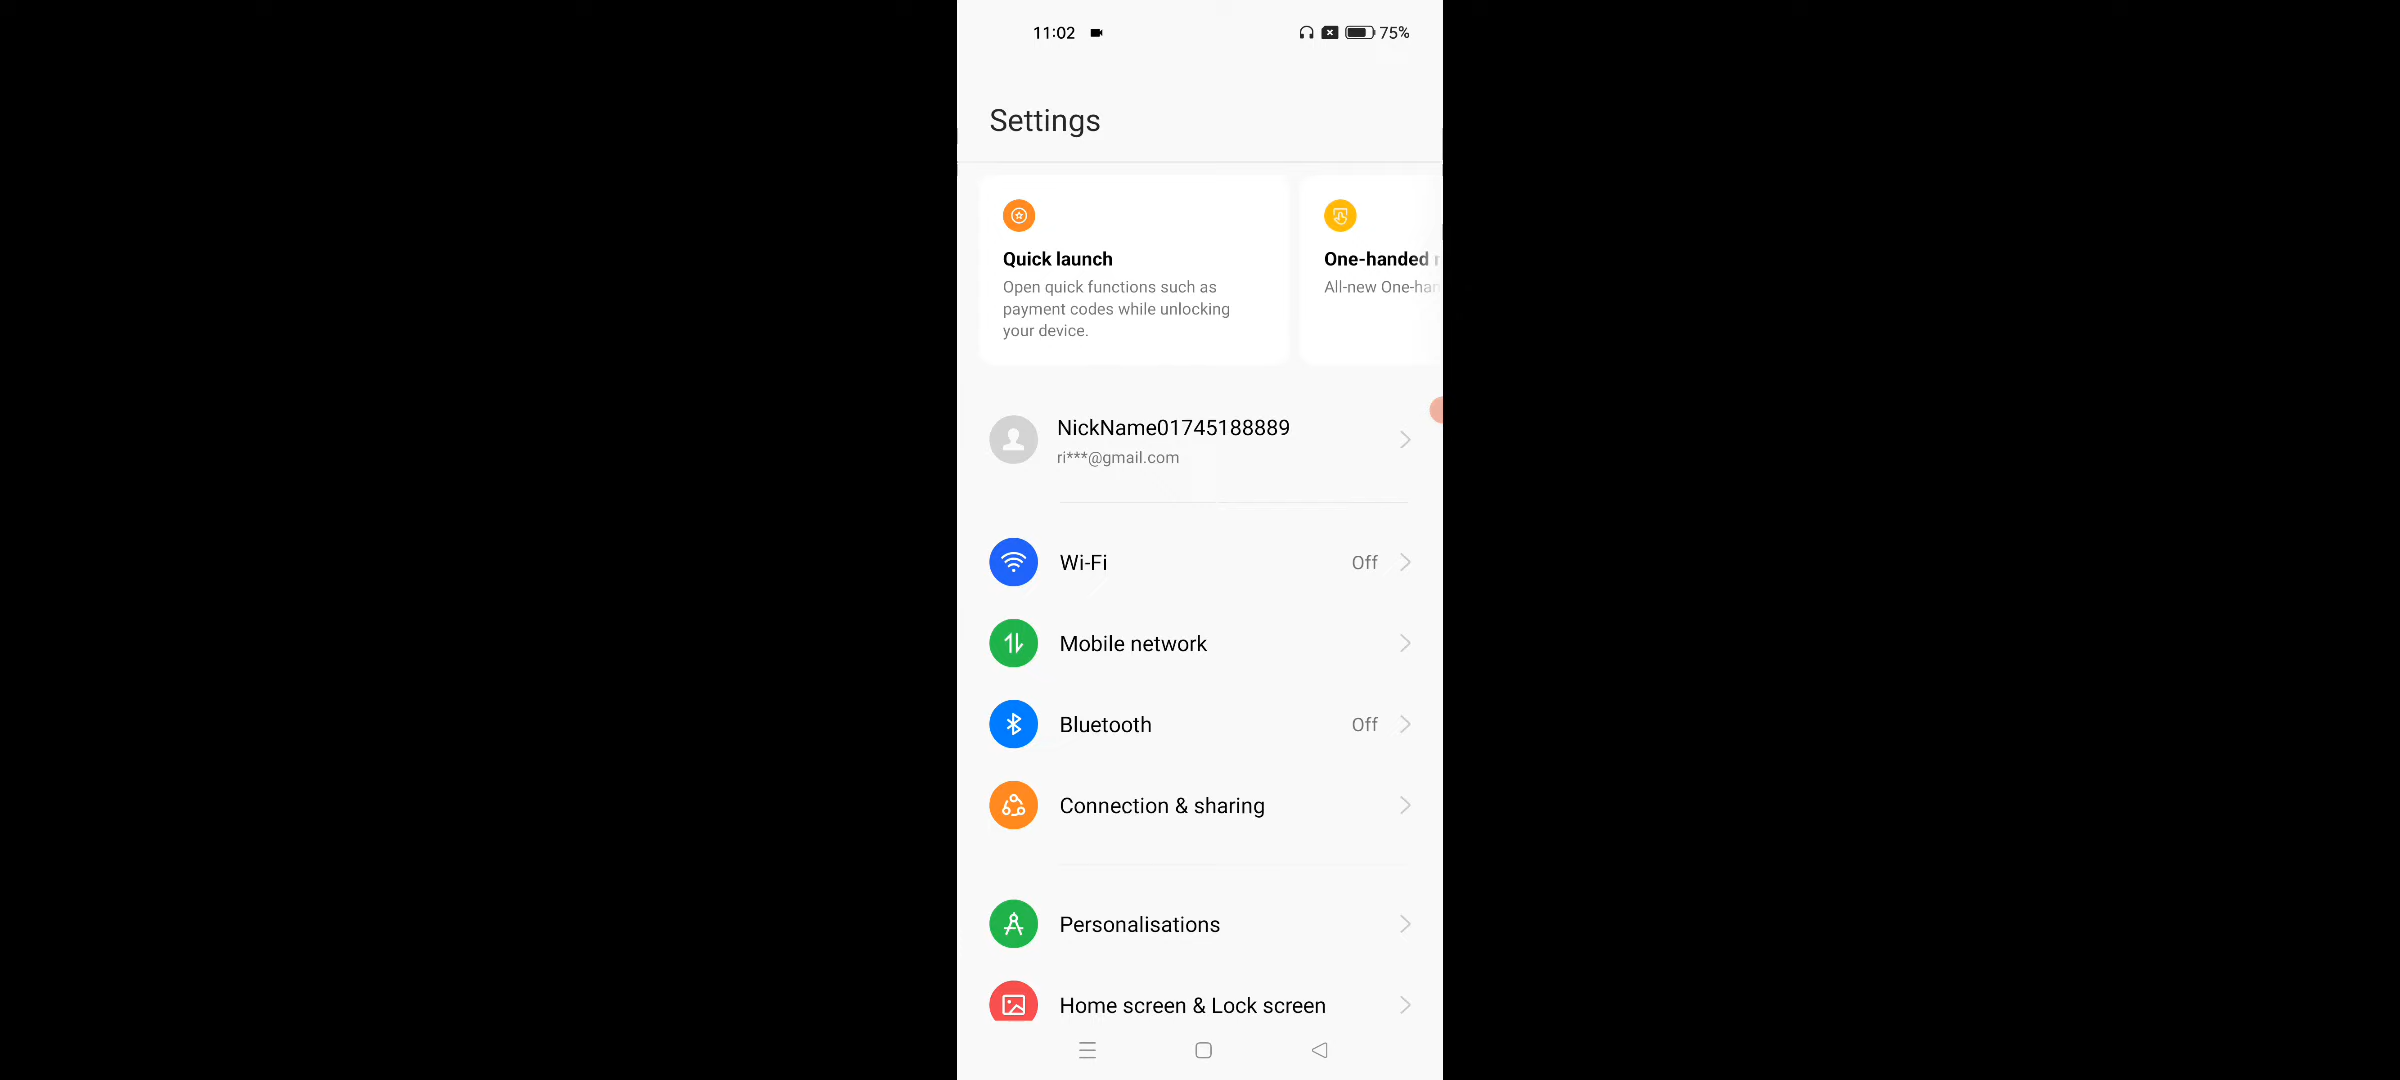 11:02
75%
Settings
Quick launch
Open quick functions such as
payment codes while unlocking
your device.
One-handed
All-new One-han
NickName01745188889
ri***@gmail.com
Wi-Fi
Off
Mobile network
Bluetooth
Off
Connection & sharing
Personalisations
Home screen & Lock screen